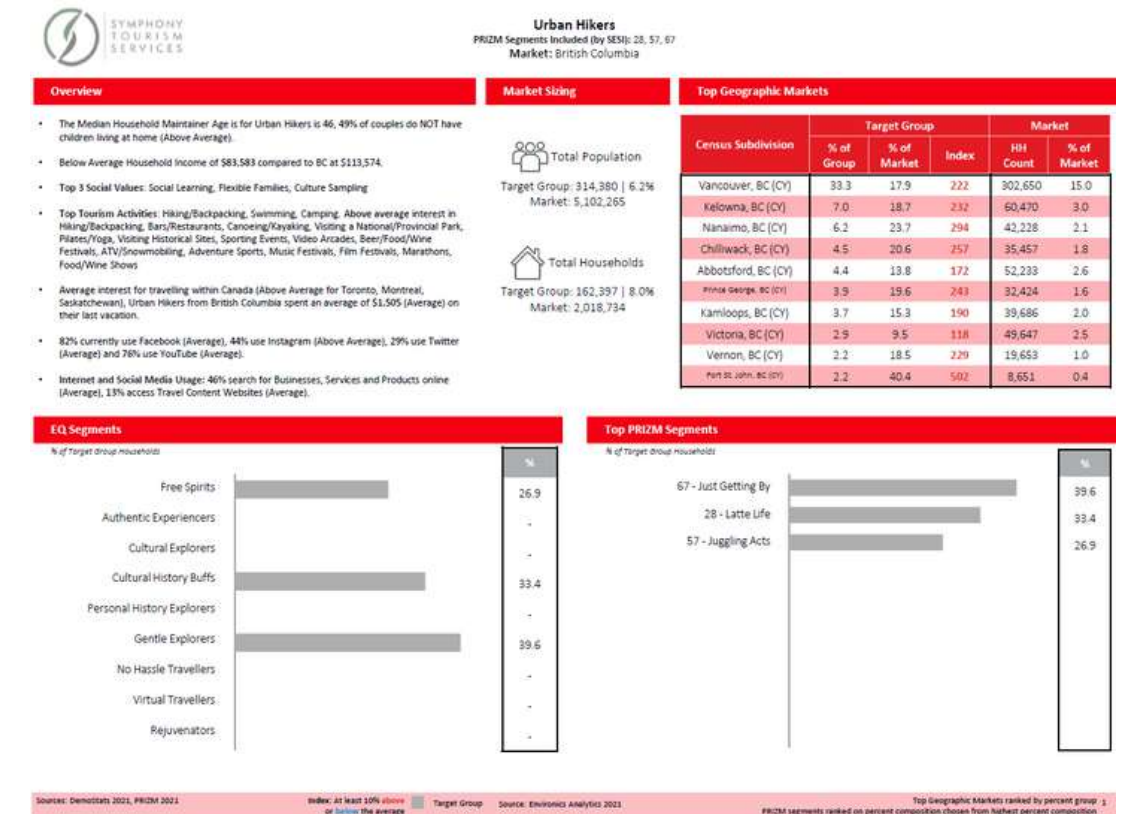 SYMPHONY
TOURISM
SERVICES
Urban Hikers
PRIZM Segments Included (by SESI): 28, 57, 67
Market: British Columbia
Overview
• The Median Household Maintainer Age is for Urban Hikers is 46, 49% of couples do NOT have
children living at home (Above Average).
• Below Average Household Income of $83,583 compared to BC at $113,574.
• Top 3 Social Values: Social Learning, Flexible Families, Culture Sampling
• Top Tourism Activities: Hiking/Backpacking, Swimming, Camping. Above average interest in
Hiking/Backpacking, Bars/Restaurants, Canoeing/Kayaking, Visiting a National/Provincial Park,
Pilates/Yoga, Visiting Historical Sites, Sporting Events, Video Arcades, Beer/Food/Wine
Festivals, ATV/Snowmobiling, Adventure Sports, Music Festivals, Film Festivals, Marathons,
Food/Wine Shows
• Average interest for travelling within Canada (Above Average for Toronto, Montreal,
Saskatchewan), Urban Hikers from British Columbia spent an average of $1,505 (Average) on
their last vacation.
• 82% currently use Facebook (Average), 44% use Instagram (Above Average), 29% use Twitter
(Average) and 76% use YouTube (Average).
• Internet and Social Media Usage: 46% search for Businesses, Services and Products online
(Average), 13% access Travel Content Websites (Average).
Market Sizing
Total Population
Target Group: 314,380 | 6.2%
Market: 5,102,265
Total Households
Target Group: 162,397 | 8.0%
Market: 2,018,734
Top Geographic Markets
Census Subdivision Target Group Market
% of Group % of Market Index HH Count % of Market
Vancouver, BC (CY) 33.3 17.9 222 302,650 15.0
Kelowna, BC (CY) 7.0 18.7 232 60,470 3.0
Nanaimo, BC (CY) 6.2 23.7 294 42,228 2.1
Chilliwack, BC (CY) 4.5 20.6 257 35,457 1.8
Abbotsford, BC (CY) 4.4 13.8 172 52,233 2.6
Prince George, BC (CY) 3.9 19.6 243 32,424 1.6
Kamloops, BC (CY) 3.7 15.3 190 39,686 2.0
Victoria, BC (CY) 2.9 9.5 118 49,647 2.5
Vernon, BC (CY) 2.2 18.5 229 19,653 1.0
Fort St. John, BC (CY) 2.2 40.4 502 8,651 0.4
EQ Segments
% of Target Group Households
%
Free Spirits 26.9
Authentic Experiencers -
Cultural Explorers -
Cultural History Buffs 33.4
Personal History Explorers -
Gentle Explorers 39.6
No Hassle Travellers -
Virtual Travellers -
Rejuvenators -
Top PRIZM Segments
% of Target Group Households
%
67 - Just Getting By 39.6
28 - Latte Life 33.4
57 - Juggling Acts 26.9
Sources: DemoStats 2021, PRIZM 2021
Index: At least 10% above
or below the average
Target Group
Source: Environics Analytics 2021
Top Geographic Markets ranked by percent group 1
PRIZM segments ranked on percent composition chosen from highest percent composition